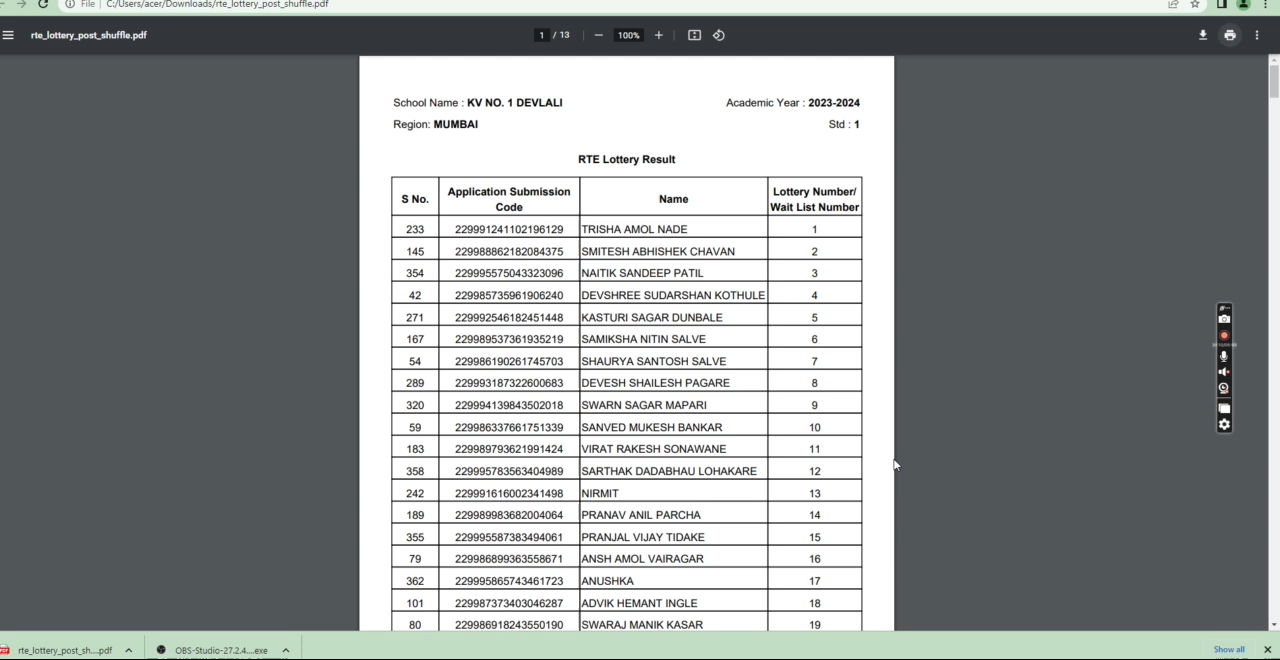 File C:/Users/acer/Downloads/rte_lottery_post_shuffle.pdf
rte_lottery_post_shuffle.pdf 1 / 13 100%
School Name : KV NO. 1 DEVLALI Academic Year : 2023-2024
Region: MUMBAI Std : 1
RTE Lottery Result
S No. Application Submission Code Name Lottery Number/ Wait List Number
233 229991241102196129 TRISHA AMOL NADE 1
145 229988862182084375 SMITESH ABHISHEK CHAVAN 2
354 229995575043323096 NAITIK SANDEEP PATIL 3
42 229985735961906240 DEVSHREE SUDARSHAN KOTHULE 4
271 229992546182451448 KASTURI SAGAR DUNBALE 5
167 229989537361935219 SAMIKSHA NITIN SALVE 6
54 229986190261745703 SHAURYA SANTOSH SALVE 7
289 229993187322600683 DEVESH SHAILESH PAGARE 8
320 229994139843502018 SWARN SAGAR MAPARI 9
59 229986337661751339 SANVED MUKESH BANKAR 10
183 229989793621991424 VIRAT RAKESH SONAWANE 11
358 229995783563404989 SARTHAK DADABHAU LOHAKARE 12
242 229991616002341498 NIRMIT 13
189 229989983682004064 PRANAV ANIL PARCHA 14
355 229995587383494061 PRANJAL VIJAY TIDAKE 15
79 229986899363558671 ANSH AMOL VAIRAGAR 16
362 229995865743461723 ANUSHKA 17
101 229987373403046287 ADVIK HEMANT INGLE 18
80 229986918243550190 SWARAJ MANIK KASAR 19
rte_lottery_post_sh....pdf OBS-Studio-27.2.4....exe Show all